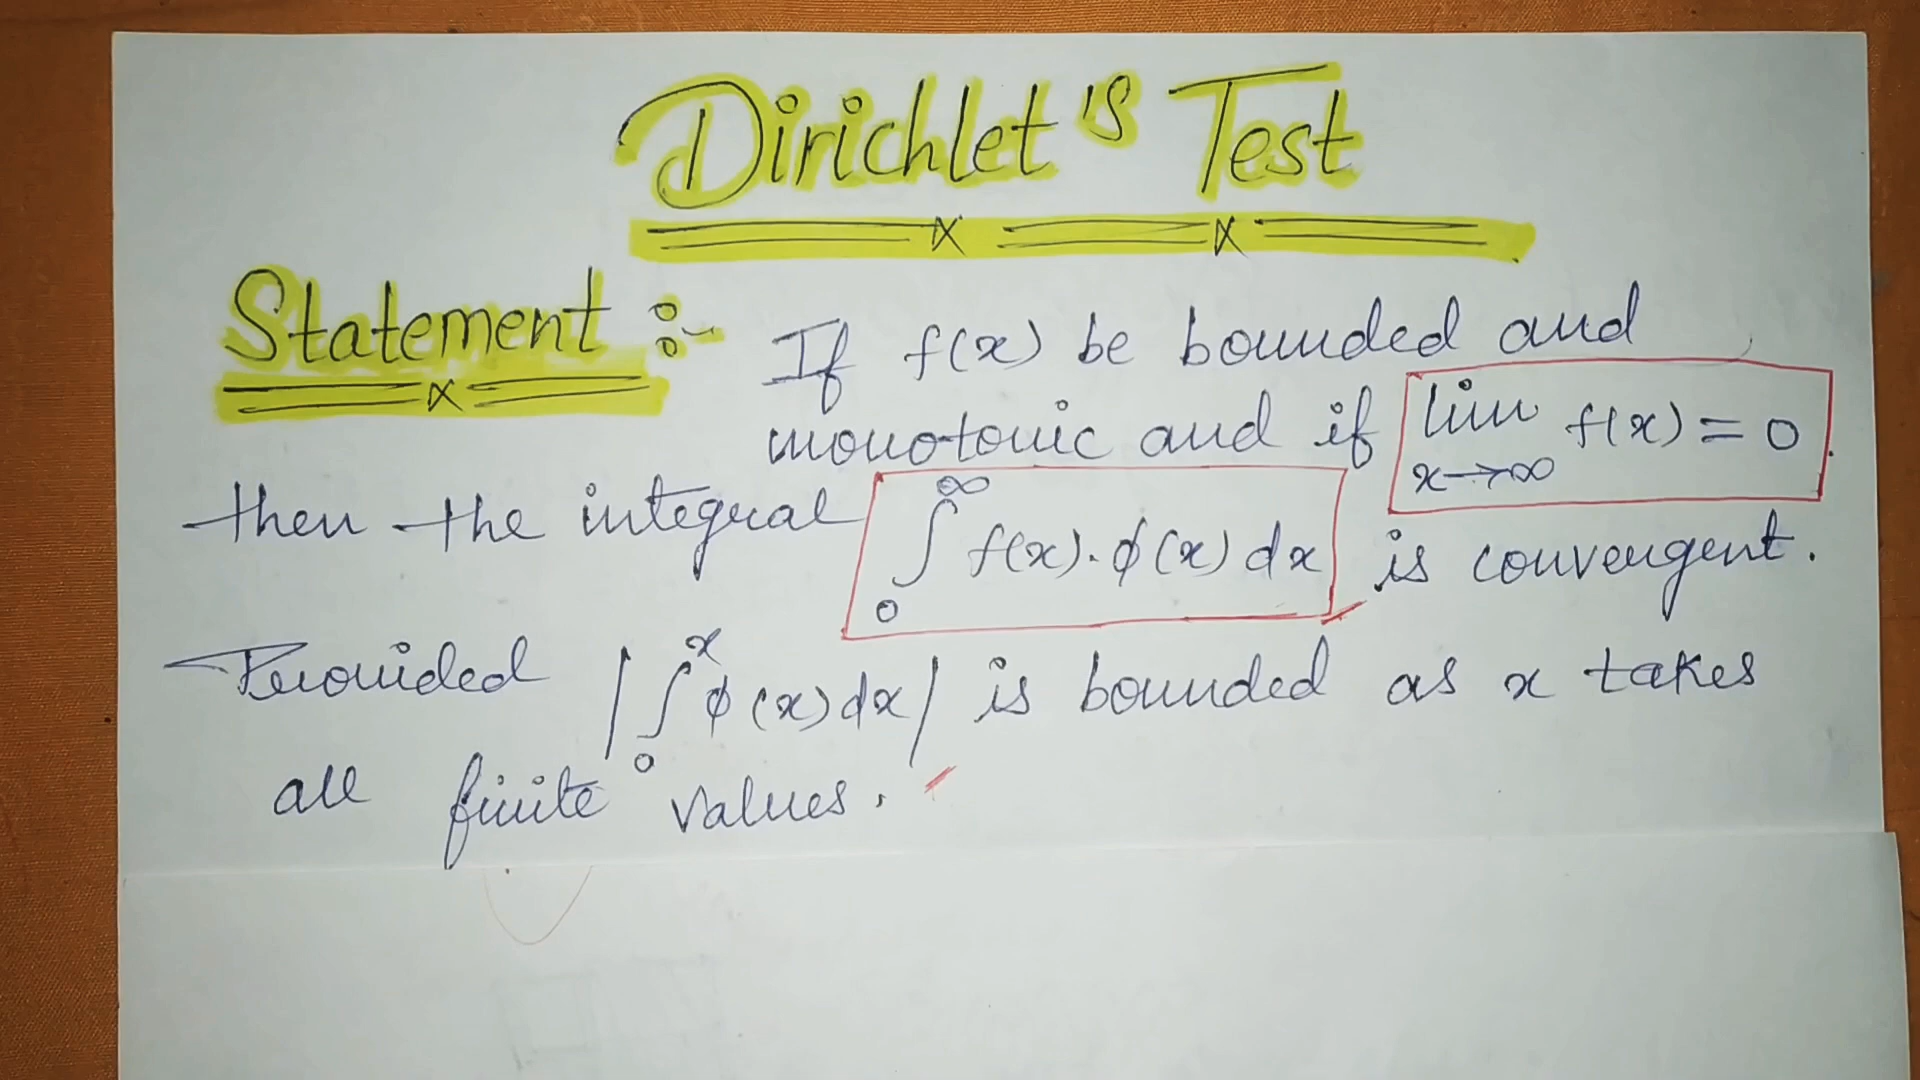 Dirichlet's Test
Statement :- If f(x) be bounded and
monotonic and if lim x→∞ f(x) = 0
then the integral ∫₀^∞ f(x)·ϕ(x) dx is convergent.
Provided |∫₀^x ϕ(x) dx| is bounded as x takes
all finite values.